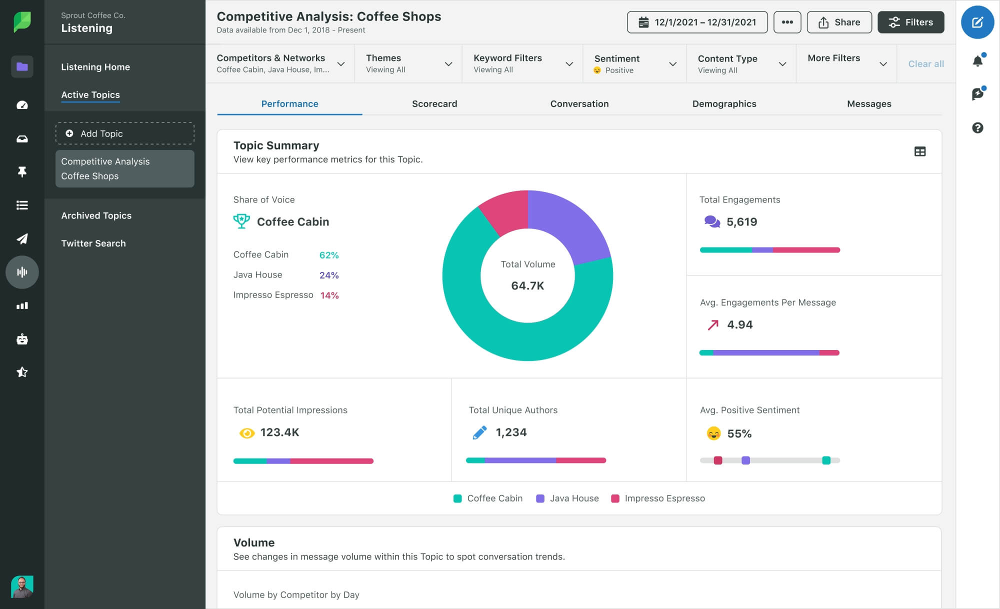 Sprout Coffee Co.
Listening
Listening Home
Active Topics
Add Topic
Competitive Analysis
Coffee Shops
Archived Topics
Twitter Search
Competitive Analysis: Coffee Shops
Data available from Dec 1, 2018 - Present
12/1/2021 – 12/31/2021
Share
Filters
Competitors & Networks
Coffee Cabin, Java House, Im...
Themes
Viewing All
Keyword Filters
Viewing All
Sentiment
Positive
Content Type
Viewing All
More Filters
Clear all
Performance
Scorecard
Conversation
Demographics
Messages
Topic Summary
View key performance metrics for this Topic.
Share of Voice
Coffee Cabin
Coffee Cabin 62%
Java House 24%
Impresso Espresso 14%
Total Volume
64.7K
Total Engagements
5,619
Avg. Engagements Per Message
4.94
Total Potential Impressions
123.4K
Total Unique Authors
1,234
Avg. Positive Sentiment
55%
Coffee Cabin
Java House
Impresso Espresso
Volume
See changes in message volume within this Topic to spot conversation trends.
Volume by Competitor by Day